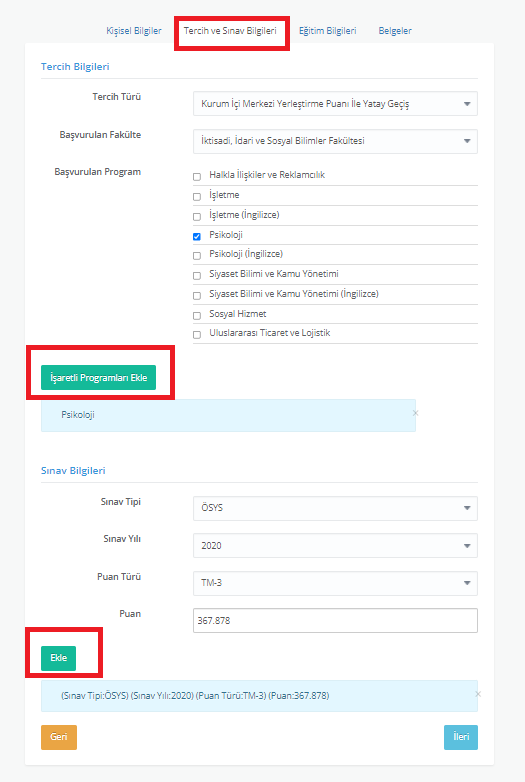 Kişisel Bilgiler Tercih ve Sınav Bilgileri Eğitim Bilgileri Belgeler
Tercih Bilgileri
Tercih Türü Kurum İçi Merkezi Yerleştirme Puanı İle Yatay Geçiş
Başvurulan Fakülte İktisadi, İdari ve Sosyal Bilimler Fakültesi
Başvurulan Program Halkla İlişkiler ve Reklamcılık
İşletme
İşletme (İngilizce)
Psikoloji
Psikoloji (İngilizce)
Siyaset Bilimi ve Kamu Yönetimi
Siyaset Bilimi ve Kamu Yönetimi (İngilizce)
Sosyal Hizmet
Uluslararası Ticaret ve Lojistik
İşaretli Programları Ekle
Psikoloji ×
Sınav Bilgileri
Sınav Tipi ÖSYS
Sınav Yılı 2020
Puan Türü TM-3
Puan 367.878
Ekle
(Sınav Tipi:ÖSYS) (Sınav Yılı:2020) (Puan Türü:TM-3) (Puan:367.878) ×
Geri İleri